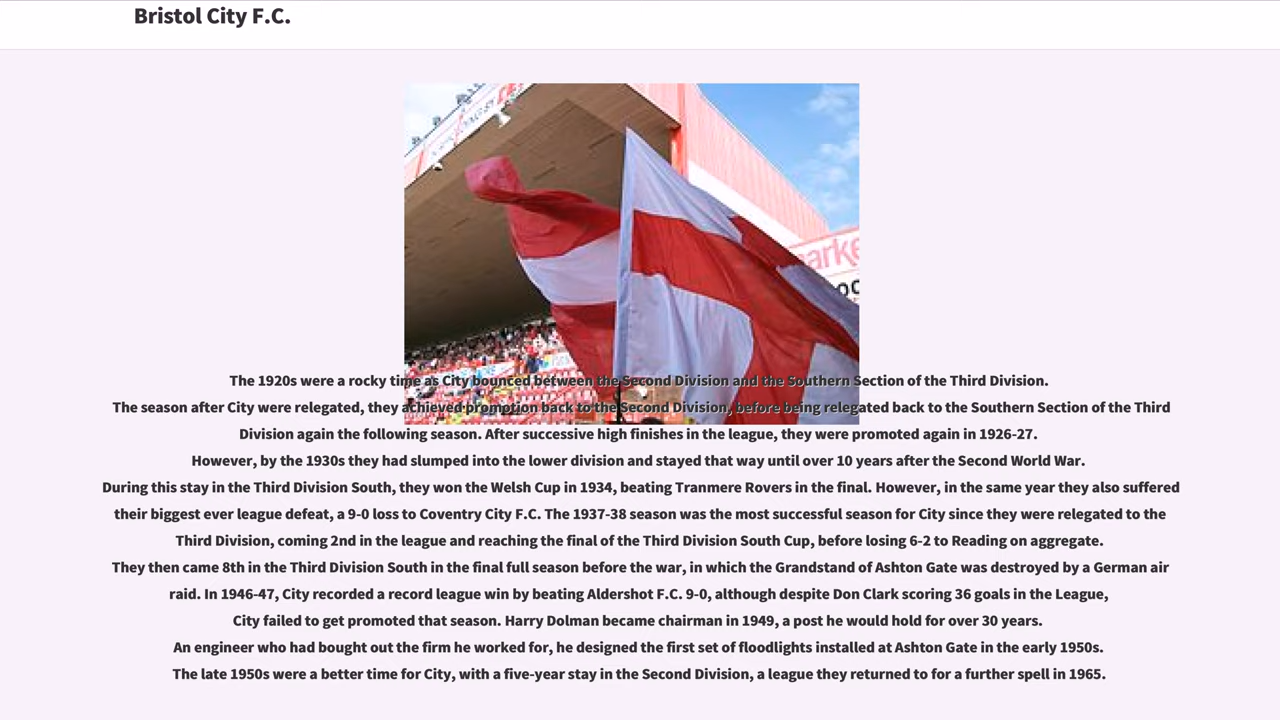 Bristol City F.C.
arke
The 1920s were a rocky time as City bounced between the Second Division and the Southern Section of the Third Division.
The season after City were relegated, they achieved promotion back to the Second Division, before being relegated back to the Southern Section of the Third
Division again the following season. After successive high finishes in the league, they were promoted again in 1926-27.
However, by the 1930s they had slumped into the lower division and stayed that way until over 10 years after the Second World War.
During this stay in the Third Division South, they won the Welsh Cup in 1934, beating Tranmere Rovers in the final. However, in the same year they also suffered
their biggest ever league defeat, a 9-0 loss to Coventry City F.C. The 1937-38 season was the most successful season for City since they were relegated to the
Third Division, coming 2nd in the league and reaching the final of the Third Division South Cup, before losing 6-2 to Reading on aggregate.
They then came 8th in the Third Division South in the final full season before the war, in which the Grandstand of Ashton Gate was destroyed by a German air
raid. In 1946-47, City recorded a record league win by beating Aldershot F.C. 9-0, although despite Don Clark scoring 36 goals in the League,
City failed to get promoted that season. Harry Dolman became chairman in 1949, a post he would hold for over 30 years.
An engineer who had bought out the firm he worked for, he designed the first set of floodlights installed at Ashton Gate in the early 1950s.
The late 1950s were a better time for City, with a five-year stay in the Second Division, a league they returned to for a further spell in 1965.